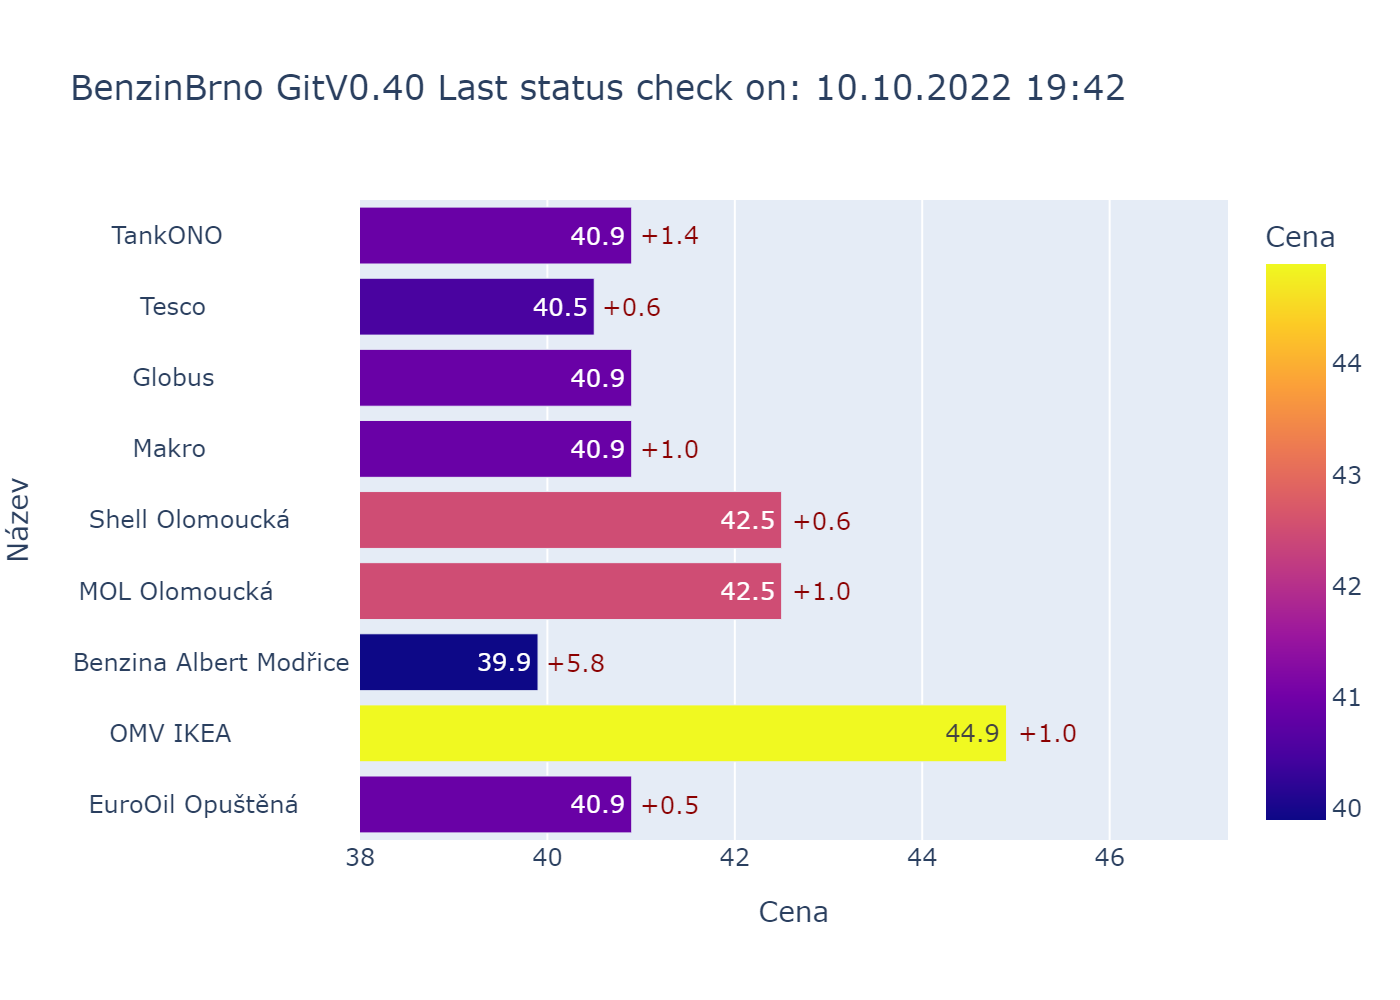 BenzinBrno GitV0.40 Last status check on: 10.10.2022 19:42
Cena
TankONO 40.9 +1.4
Tesco 40.5 +0.6
Globus 40.9
Makro 40.9 +1.0
Shell Olomoucká 42.5 +0.6
MOL Olomoucká 42.5 +1.0
Benzina Albert Modřice 39.9 +5.8
OMV IKEA 44.9 +1.0
EuroOil Opuštěná 40.9 +0.5
Název
38 40 42 44 46
Cena
44
43
42
41
40